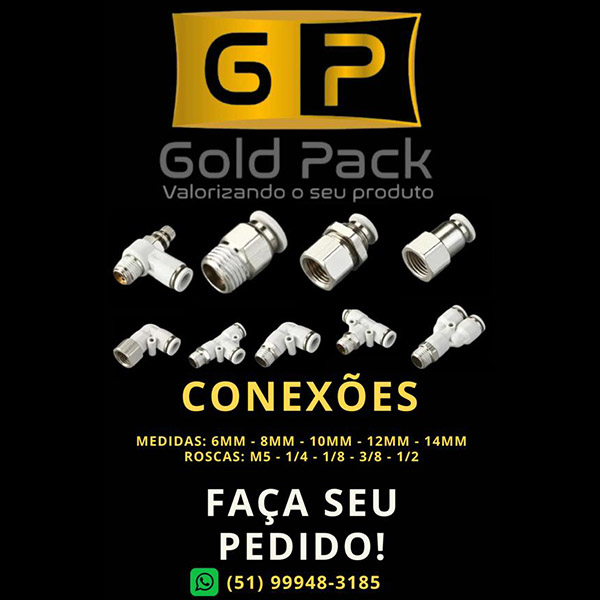 GP
Gold Pack
Valorizando o seu produto
CONEXÕES
MEDIDAS: 6MM - 8MM - 10MM - 12MM - 14MM
ROSCAS: M5 - 1/4 - 1/8 - 3/8 - 1/2
FAÇA SEU
PEDIDO!
(51) 99948-3185